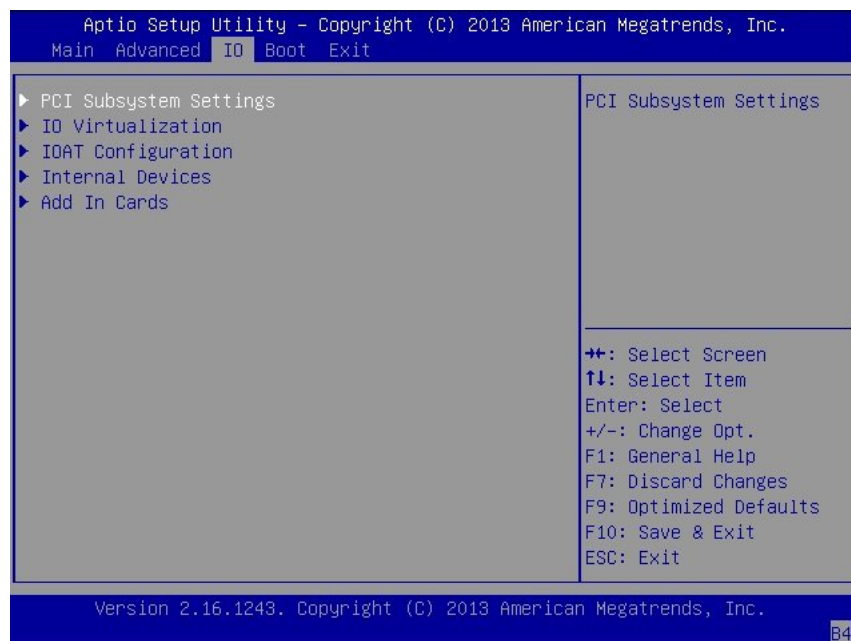 Aptio Setup Utility – Copyright (C) 2013 American Megatrends, Inc.
Main Advanced IO Boot Exit
▶ PCI Subsystem Settings
▶ IO Virtualization
▶ IOAT Configuration
▶ Internal Devices
▶ Add In Cards
PCI Subsystem Settings
→←: Select Screen
↑↓: Select Item
Enter: Select
+/-: Change Opt.
F1: General Help
F7: Discard Changes
F9: Optimized Defaults
F10: Save & Exit
ESC: Exit
Version 2.16.1243. Copyright (C) 2013 American Megatrends, Inc.
B4